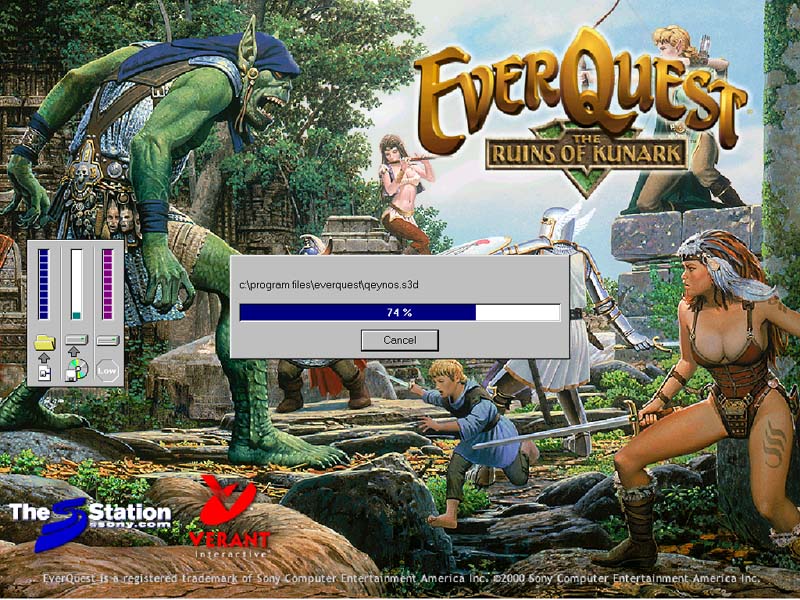 EVERQUEST
THE
RUINS OF KUNARK
c:\program files\everquest\qeynos.s3d
74 %
Cancel
Low
The Station
sony.com
VERANT
Interactive
EverQuest is a registered trademark of Sony Computer Entertainment America Inc. ©2000 Sony Computer Entertainment America Inc.